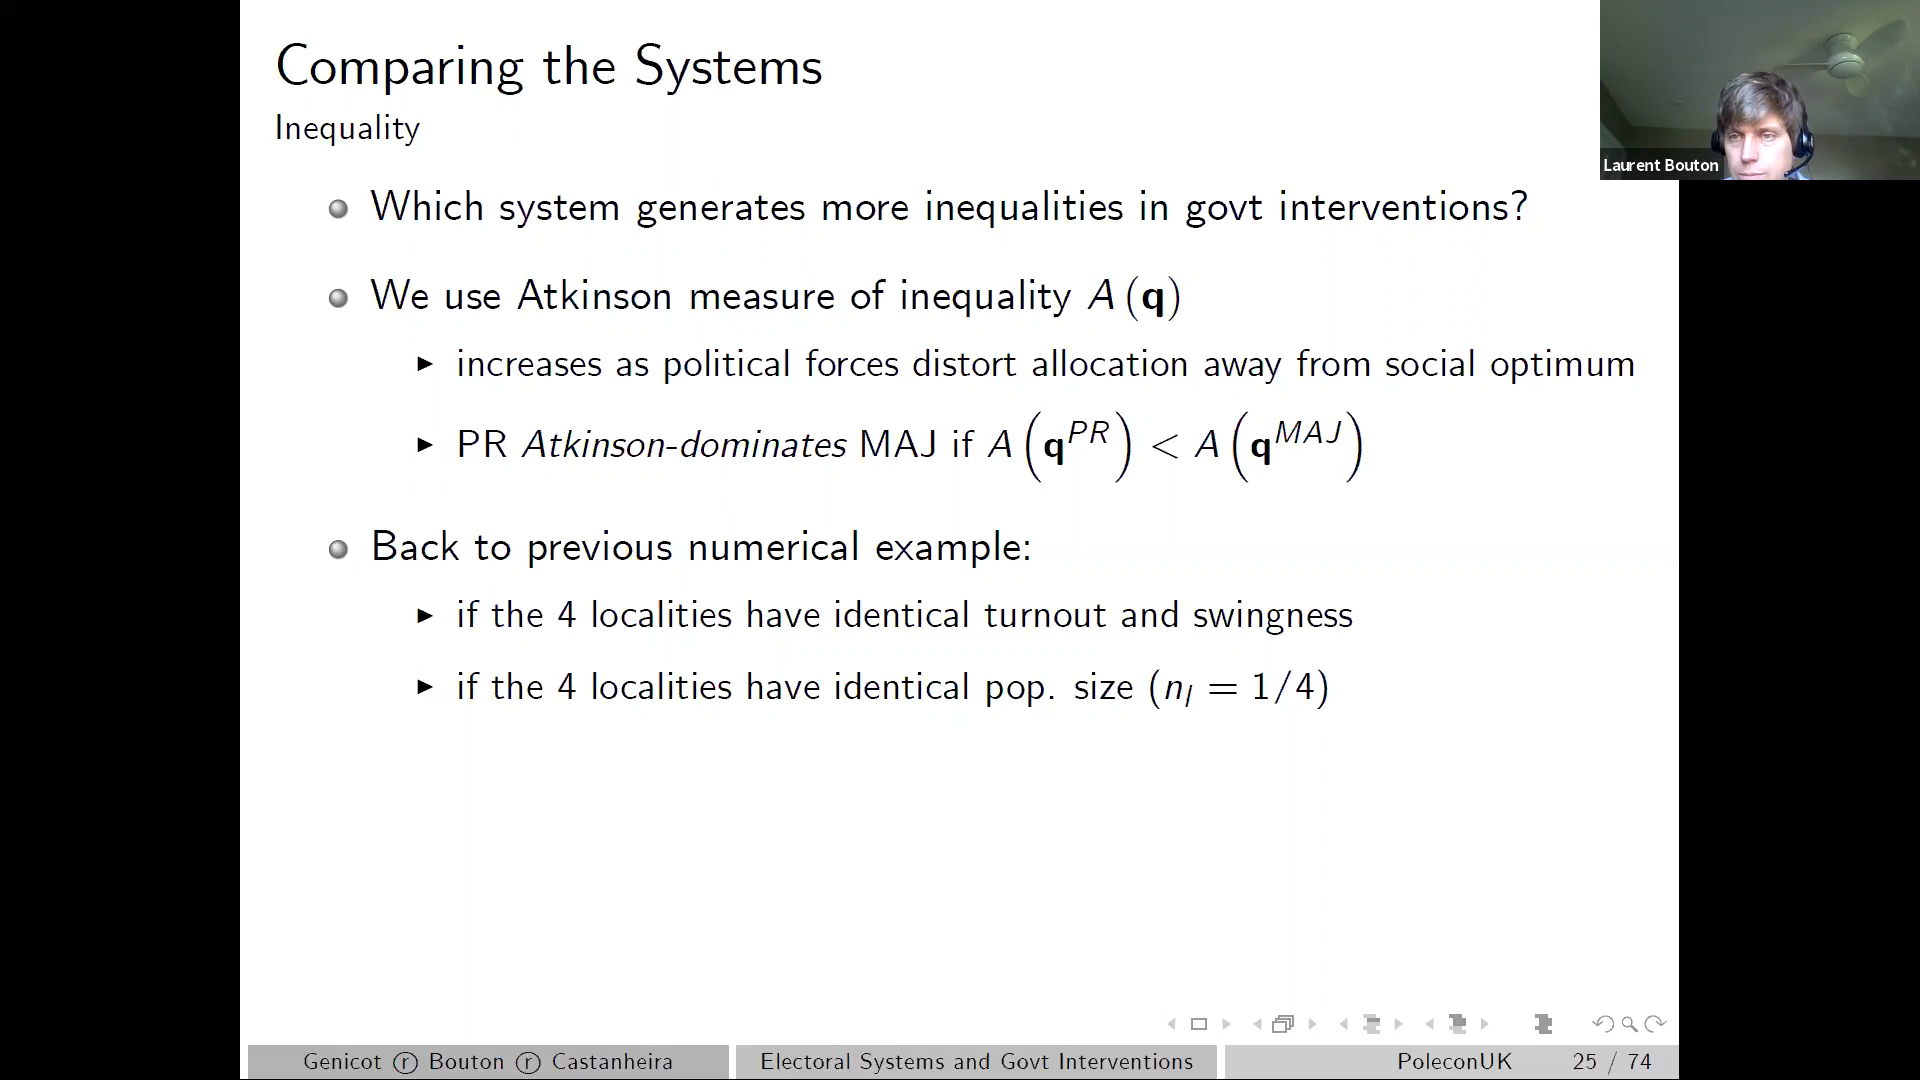 Comparing the Systems
Inequality
Laurent Bouton
Which system generates more inequalities in govt interventions?
We use Atkinson measure of inequality A (q)
increases as political forces distort allocation away from social optimum
PR Atkinson-dominates MAJ if A (q^PR) < A (q^MAJ)
Back to previous numerical example:
if the 4 localities have identical turnout and swingness
if the 4 localities have identical pop. size (n_l = 1/4)
Genicot ⓡ Bouton ⓡ Castanheira
Electoral Systems and Govt Interventions
PoleconUK 25 / 74